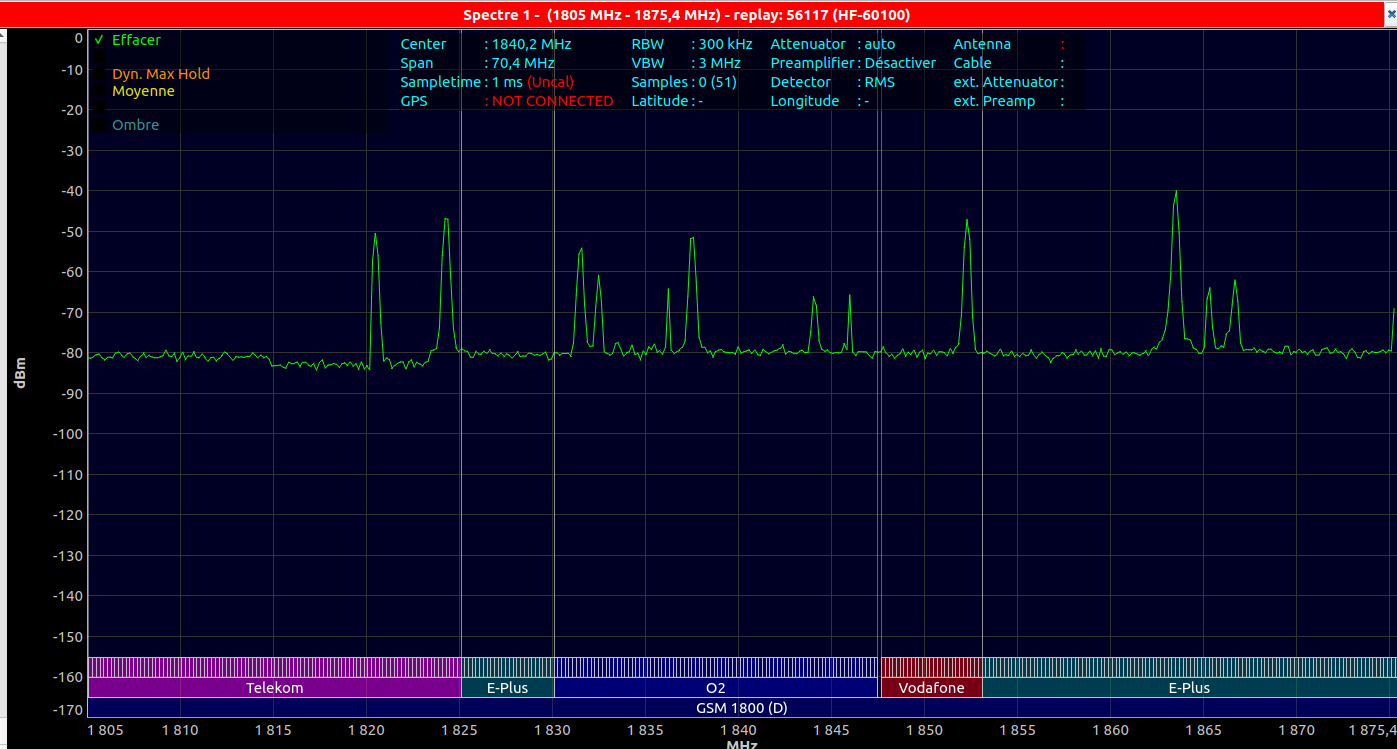 Spectre 1 - (1805 MHz - 1875,4 MHz) - replay: 56117 (HF-60100)
Effacer
Dyn. Max Hold
Moyenne
Ombre
Center : 1840,2 MHz RBW : 300 kHz Attenuator : auto Antenna :
Span : 70,4 MHz VBW : 3 MHz Preamplifier : Désactiver Cable :
Sampletime : 1 ms (Uncal) Samples : 0 (51) Detector : RMS ext. Attenuator :
GPS : NOT CONNECTED Latitude : - Longitude : - ext. Preamp :
0
-10
-20
-30
-40
-50
-60
-70
-80
-90
-100
-110
-120
-130
-140
-150
-160
-170
dBm
Telekom E-Plus O2 Vodafone E-Plus
GSM 1800 (D)
1 805 1 810 1 815 1 820 1 825 1 830 1 835 1 840 1 845 1 850 1 855 1 860 1 865 1 870 1 875,4
MHz